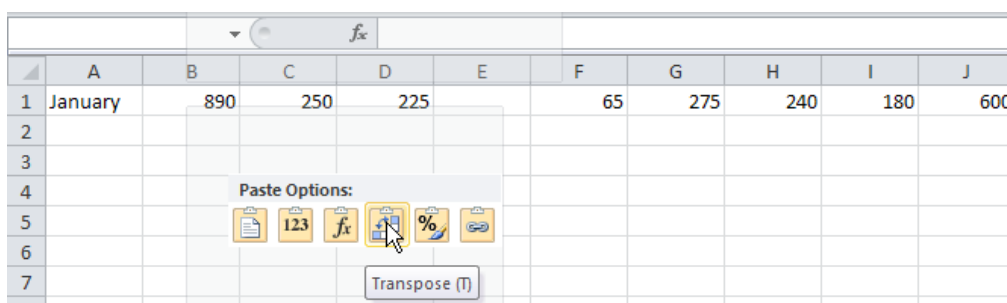 fx
A B C D E F G H I J
1 January 890 250 225 65 275 240 180 600
2
3
4 Paste Options:
5 123 fx %
6
7 Transpose (T)